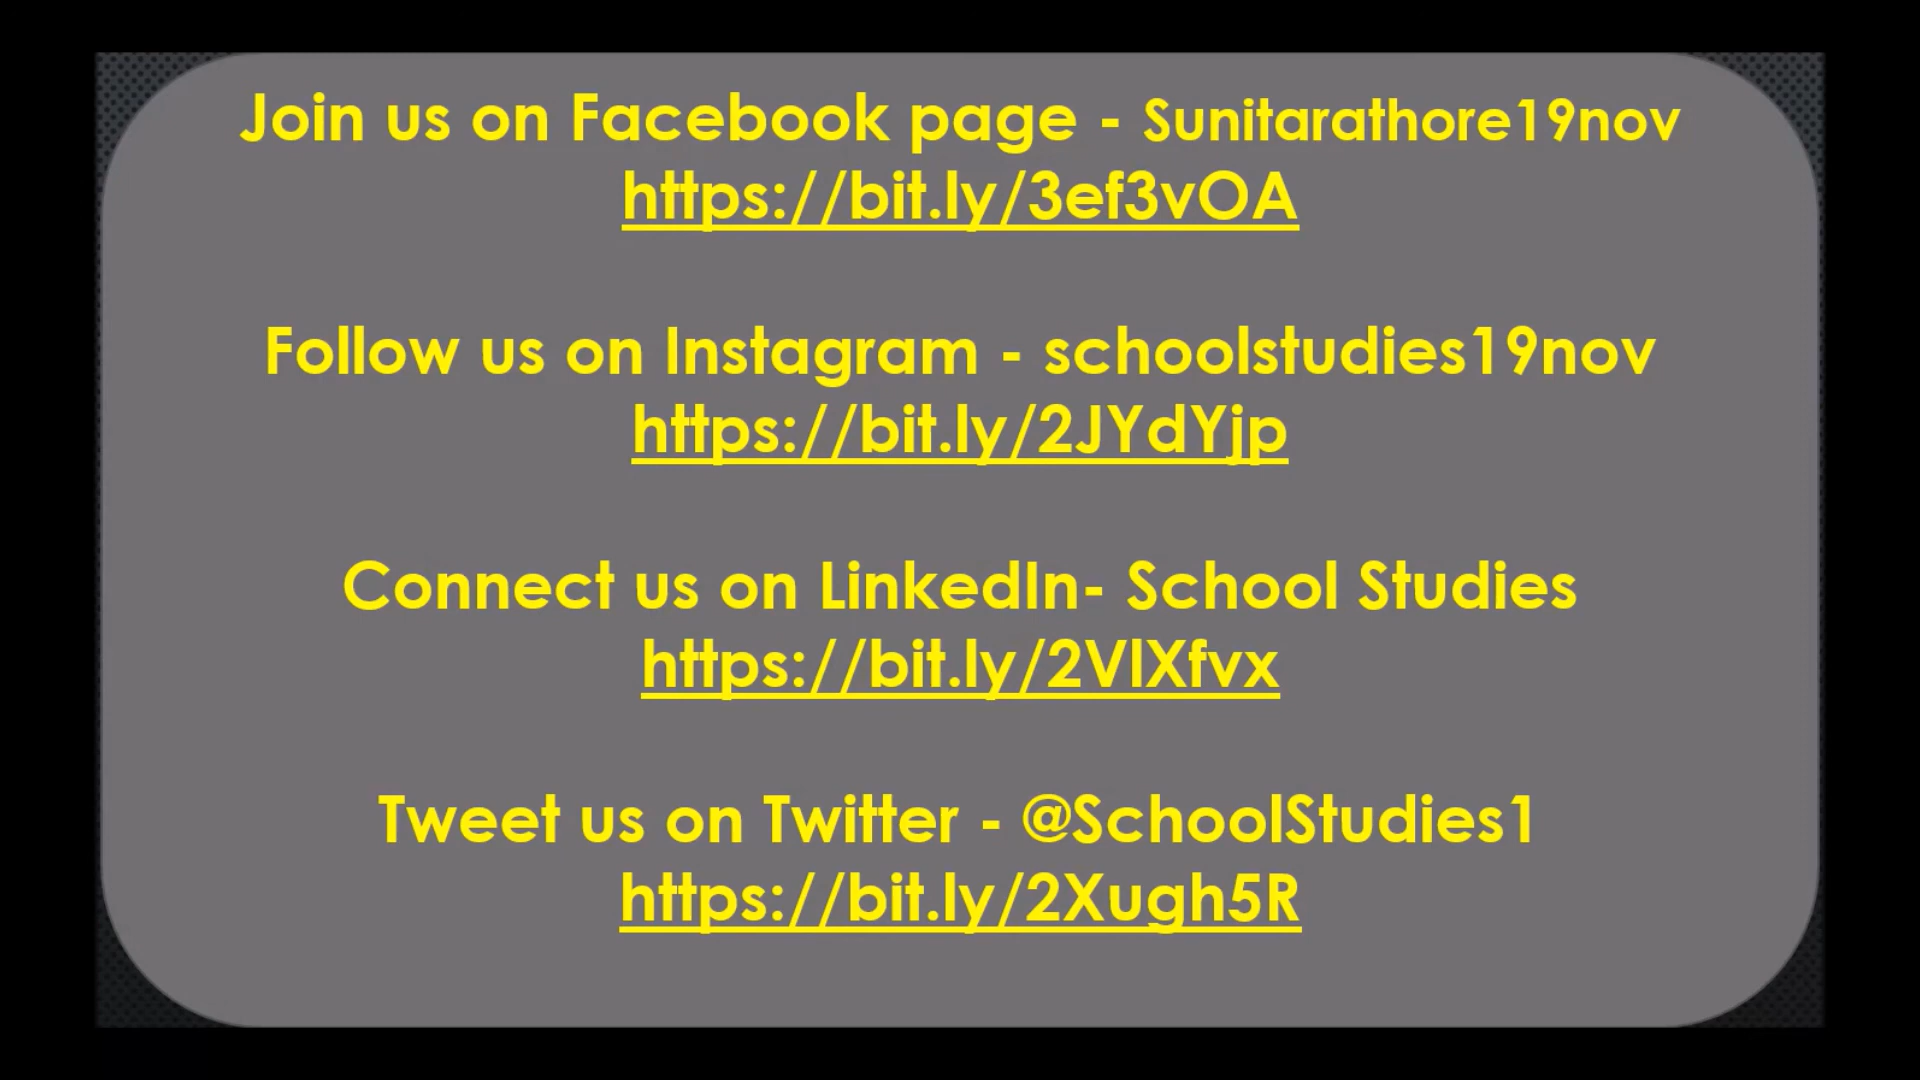 Join us on Facebook page - Sunitarathore19nov
https://bit.ly/3ef3vOA
Follow us on Instagram - schoolstudies19nov
https://bit.ly/2JYdYjp
Connect us on LinkedIn- School Studies
https://bit.ly/2VlXfvx
Tweet us on Twitter - @SchoolStudies1
https://bit.ly/2Xugh5R